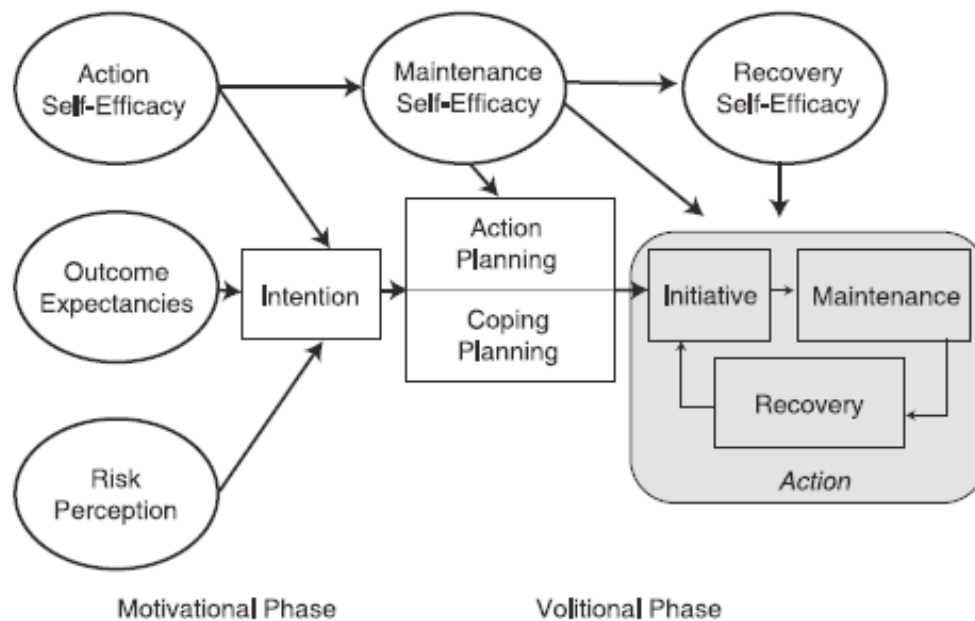 Action
Self-Efficacy
Maintenance
Self-Efficacy
Recovery
Self-Efficacy
Outcome
Expectancies
Intention
Action
Planning
Coping
Planning
Initiative
Maintenance
Recovery
Action
Risk
Perception
Motivational Phase
Volitional Phase